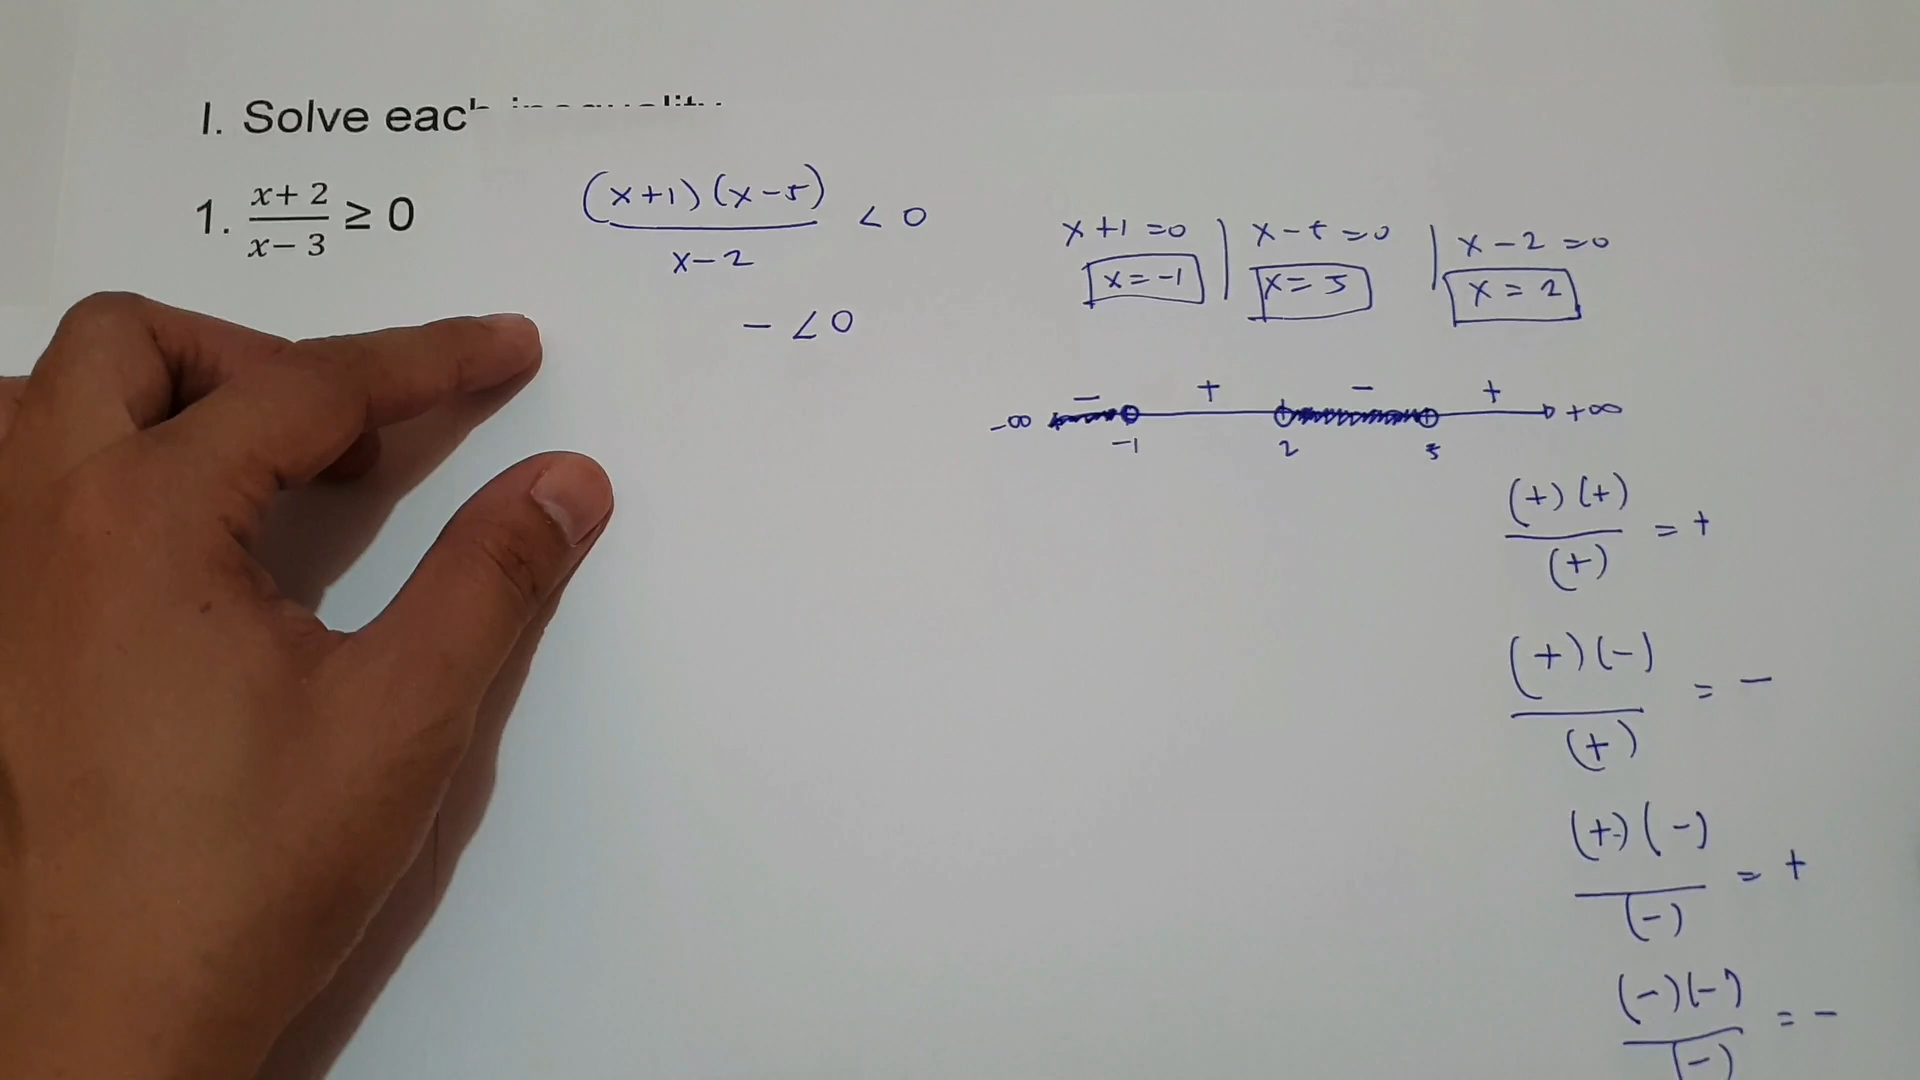 I. Solve each
1. x+ 2 / x− 3 ≥ 0
(x+1)(x-5) / x-2 < 0
- <0
x+1=0 | x-5=0 | x-2=0
x=-1 x=5 x=2
- + - +
-∞ +∞
-1 2 5
(+)(+) / (+) = +
(+)(-) / (+) = -
(+)(-) / (-) = +
(-)(-) / (-) = -